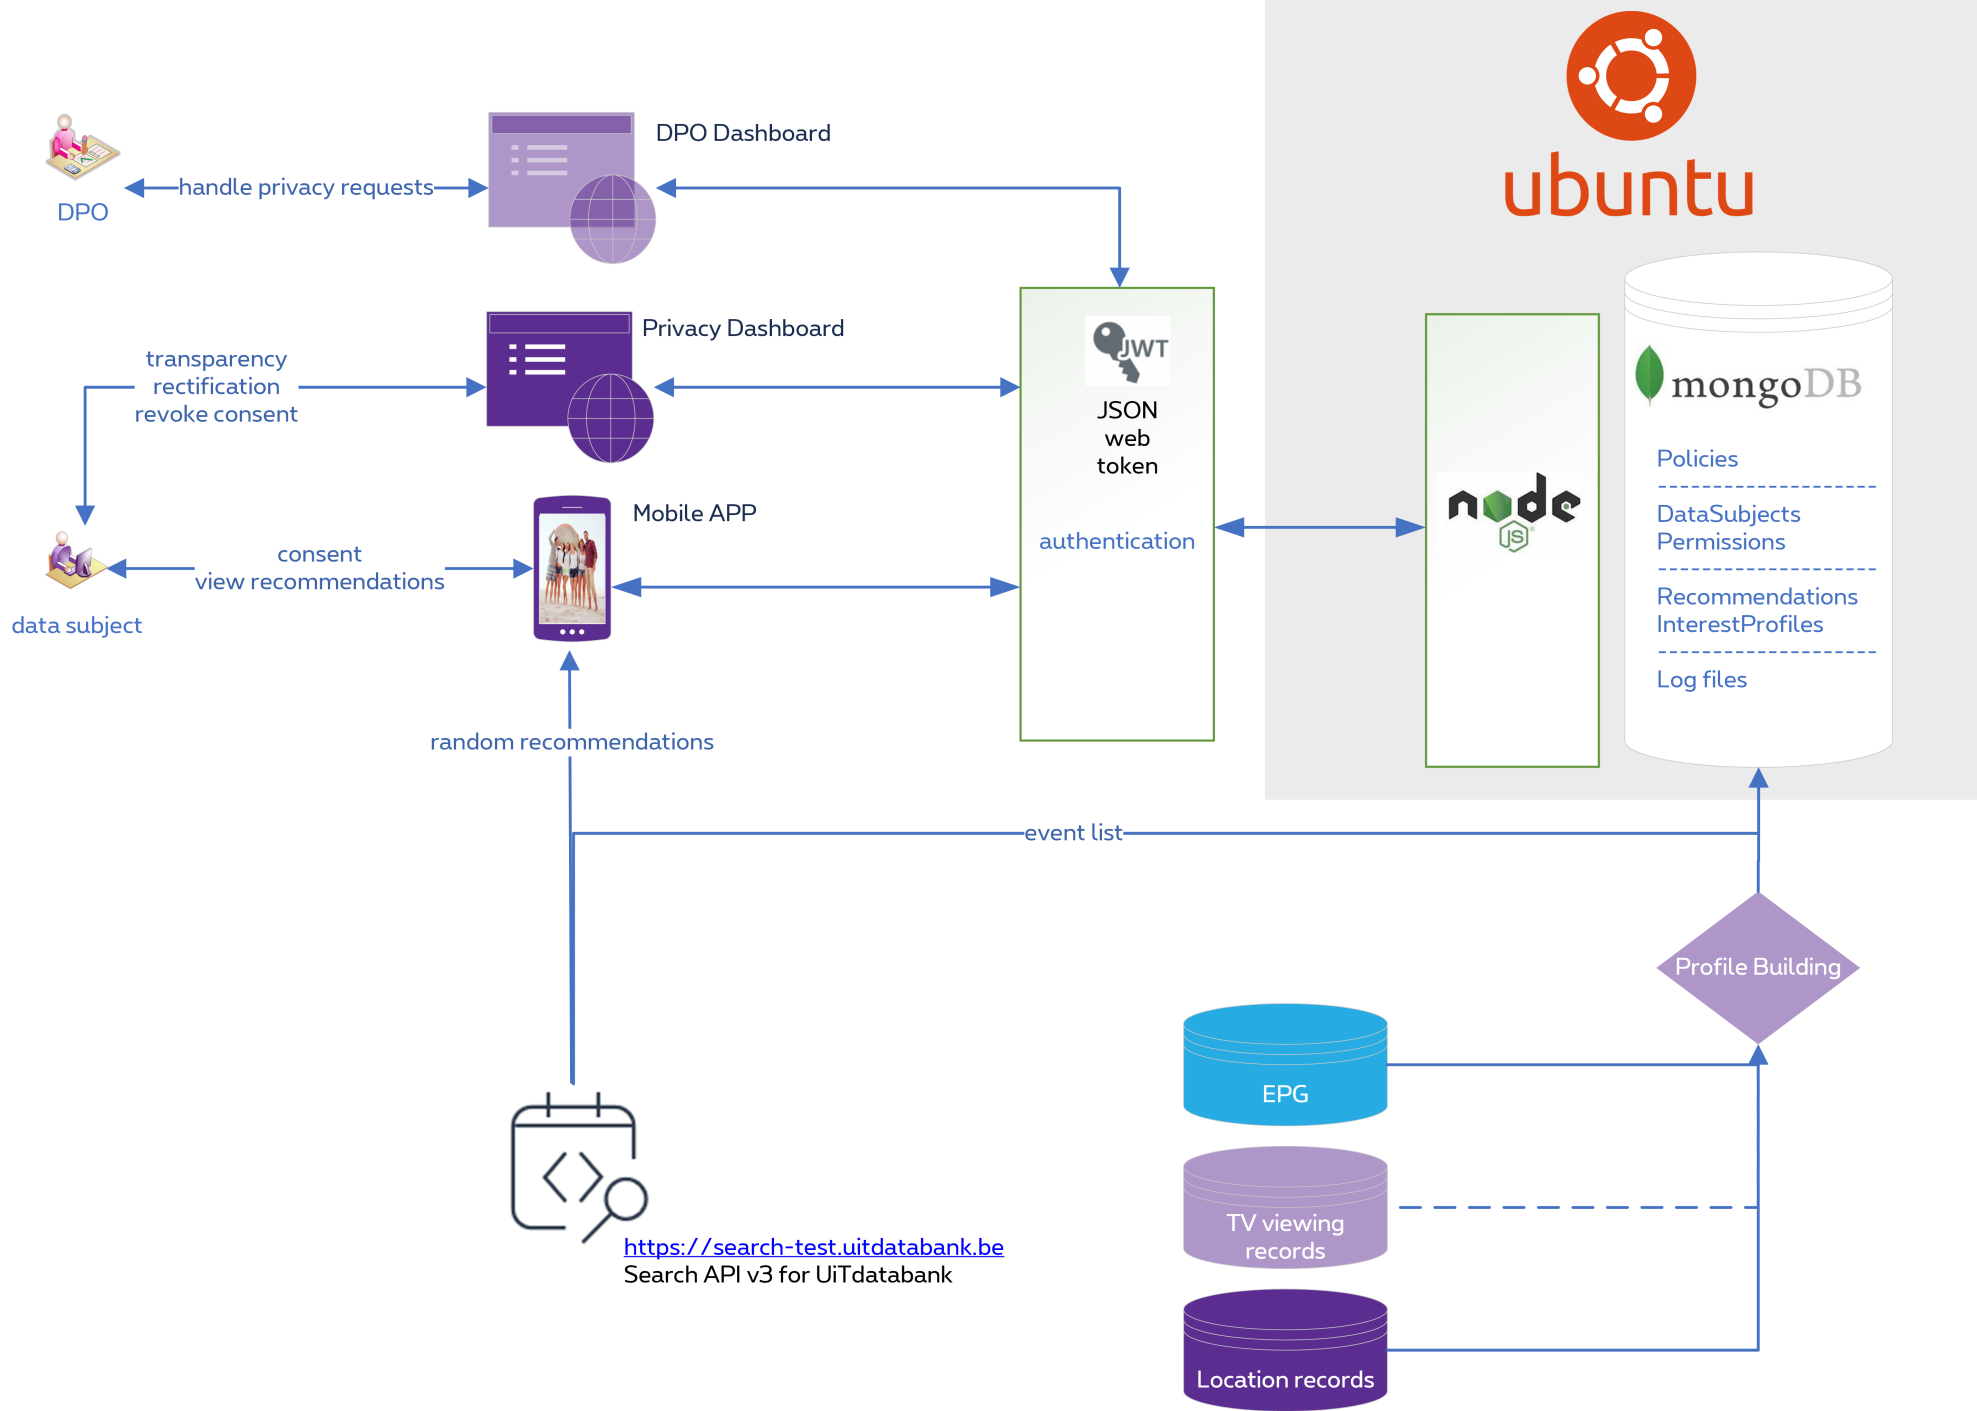 ubuntu
DPO Dashboard
handle privacy requests
DPO
Privacy Dashboard
transparency
rectification
revoke consent
JWT
JSON
web
token
authentication
mongoDB
Policies
DataSubjects
Permissions
Recommendations
InterestProfiles
Log files
node
JS
Mobile APP
consent
view recommendations
data subject
random recommendations
event list
Profile Building
EPG
TV viewing
records
Location records
https://search-test.uitdatabank.be
Search API v3 for UiTdatabank